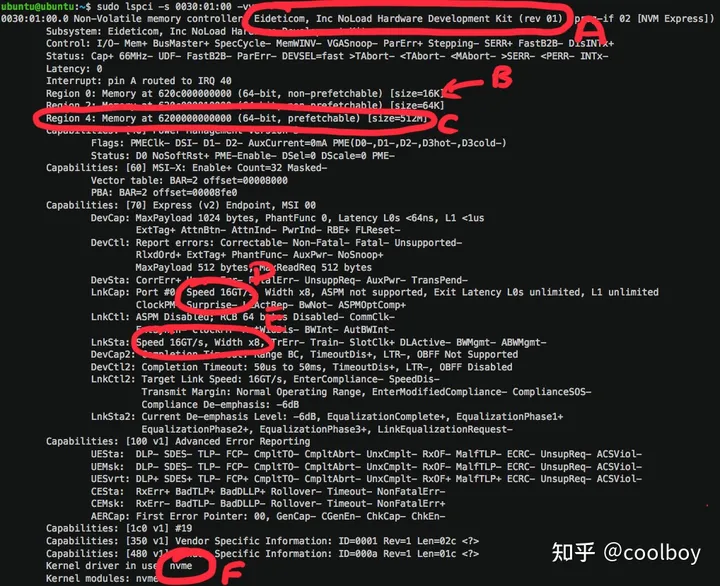 ubuntu@ubuntu:~$ sudo lspci -s 0030:01:00
0030:01:00.0 Non-Volatile memory controller: Eideticom, Inc NoLoad Hardware Development Kit (rev 01) 02 [NVM Express])
A
Subsystem: Eideticom, Inc NoLoad
Control: I/O- Mem+ BusMaster+ SpecCycle- MemWINV- VGASnoop- ParErr+ Stepping- SERR+ FastB2B- DisINTx+
Status: Cap+ 66MHz- UDF- FastB2B- ParErr- DEVSEL=fast >TAbort- <TAbort- <MAbort- >SERR- <PERR- INTx-
Latency: 0
Interrupt: pin A routed to IRQ 40
B
Region 0: Memory at 620c00000000 (64-bit, non-prefetchable) [size=16K]
Region 2: Memory at (64-bit, non-prefetchable) [size=64K]
Region 4: Memory at 6200000000000 (64-bit, prefetchable) [size=512M]
C
Flags: PMEClk- DSI- D1- D2- AuxCurrent=0mA PME(D0-,D1-,D2-,D3hot-,D3cold-)
Status: D0 NoSoftRst+ PME-Enable- DSel=0 DScale=0 PME-
Capabilities: [60] MSI-X: Enable+ Count=32 Masked-
Vector table: BAR=2 offset=00008000
PBA: BAR=2 offset=00008fe0
Capabilities: [70] Express (v2) Endpoint, MSI 00
DevCap: MaxPayload 1024 bytes, PhantFunc 0, Latency L0s <64ns, L1 <1us
ExtTag+ AttnBtn- AttnInd- PwrInd- RBE+ FLReset-
DevCtl: Report errors: Correctable- Non-Fatal- Fatal- Unsupported-
RlxdOrd+ ExtTag+ PhantFunc- AuxPwr- NoSnoop+
MaxPayload 512 bytes, MaxReadReq 512 bytes
D
DevSta: CorrErr+ UnsuppReq- AuxPwr- TransPend-
LnkCap: Port #0, Speed 16GT/s, Width x8, ASPM not supported, Exit Latency L0s unlimited, L1 unlimited
ClockPM- Surprise- LLActRep- BwNot- ASPMOptComp+
E
LnkCtl: ASPM Disabled; RCB 64 bytes Disabled- CommClk-
AutWidDis- BWInt- AutBWInt-
LnkSta: Speed 16GT/s, Width x8, TrErr- Train- SlotClk+ DLActive- BWMgmt- ABWMgmt-
DevCap2: Completion Timeout: Range BC, TimeoutDis+, LTR-, OBFF Not Supported
DevCtl2: Completion Timeout: 50us to 50ms, TimeoutDis+, LTR-, OBFF Disabled
LnkCtl2: Target Link Speed: 16GT/s, EnterCompliance- SpeedDis-
Transmit Margin: Normal Operating Range, EnterModifiedCompliance- ComplianceSOS-
Compliance De-emphasis: -6dB
LnkSta2: Current De-emphasis Level: -6dB, EqualizationComplete+, EqualizationPhase1+
EqualizationPhase2+, EqualizationPhase3+, LinkEqualizationRequest-
Capabilities: [100 v1] Advanced Error Reporting
UESta: DLP- SDES- TLP- FCP- CmpltTO- CmpltAbrt- UnxCmplt- RxOF- MalfTLP- ECRC- UnsupReq- ACSViol-
UEMsk: DLP- SDES- TLP- FCP- CmpltTO- CmpltAbrt- UnxCmplt- RxOF- MalfTLP- ECRC- UnsupReq- ACSViol-
UESvrt: DLP+ SDES+ TLP- FCP+ CmpltTO- CmpltAbrt- UnxCmplt- RxOF+ MalfTLP+ ECRC- UnsupReq- ACSViol-
CESta: RxErr+ BadTLP+ BadDLLP+ Rollover- Timeout- NonFatalErr-
CEMsk: RxErr- BadTLP- BadDLLP- Rollover- Timeout- NonFatalErr+
AERCap: First Error Pointer: 00, GenCap- CGenEn- ChkCap- ChkEn-
Capabilities: [1c0 v1] #19
Capabilities: [350 v1] Vendor Specific Information: ID=0001 Rev=1 Len=02c <?>
Capabilities: [480 v1] Vendor Specific Information: ID=000a Rev=1 Len=01c <?>
Kernel driver in use: nvme
Kernel modules: nvme
F
知乎 @coolboy